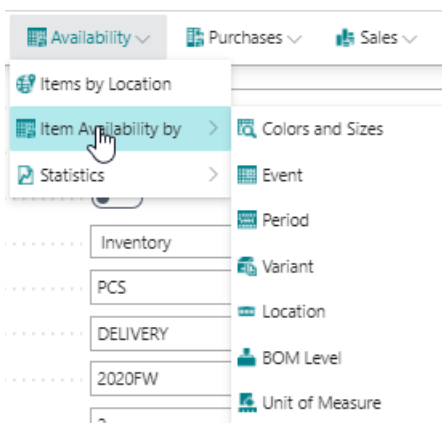 Availability
Purchases
Sales
Items by Location
Item Availability by
Colors and Sizes
Statistics
Event
Period
Inventory
Variant
PCS
Location
DELIVERY
BOM Level
2020FW
Unit of Measure